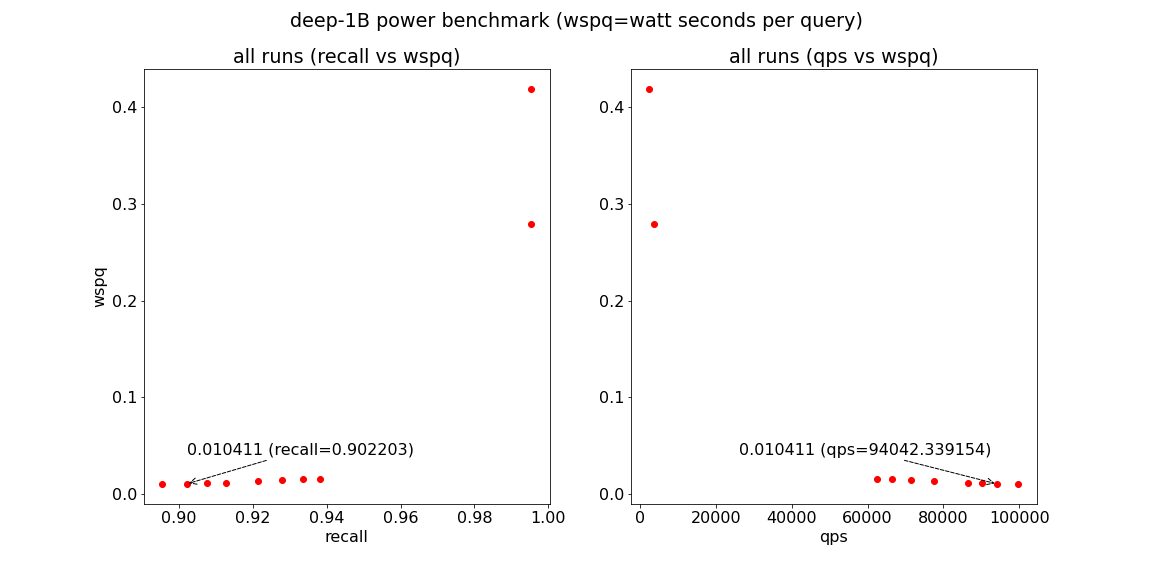 deep-1B power benchmark (wspq=watt seconds per query)
all runs (recall vs wspq)
0.4
0.3
0.2
0.1
0.0
wspq
0.010411 (recall=0.902203)
0.90 0.92 0.94 0.96 0.98 1.00
recall
all runs (qps vs wspq)
0.4
0.3
0.2
0.1
0.0
0.010411 (qps=94042.339154)
0 20000 40000 60000 80000 100000
qps